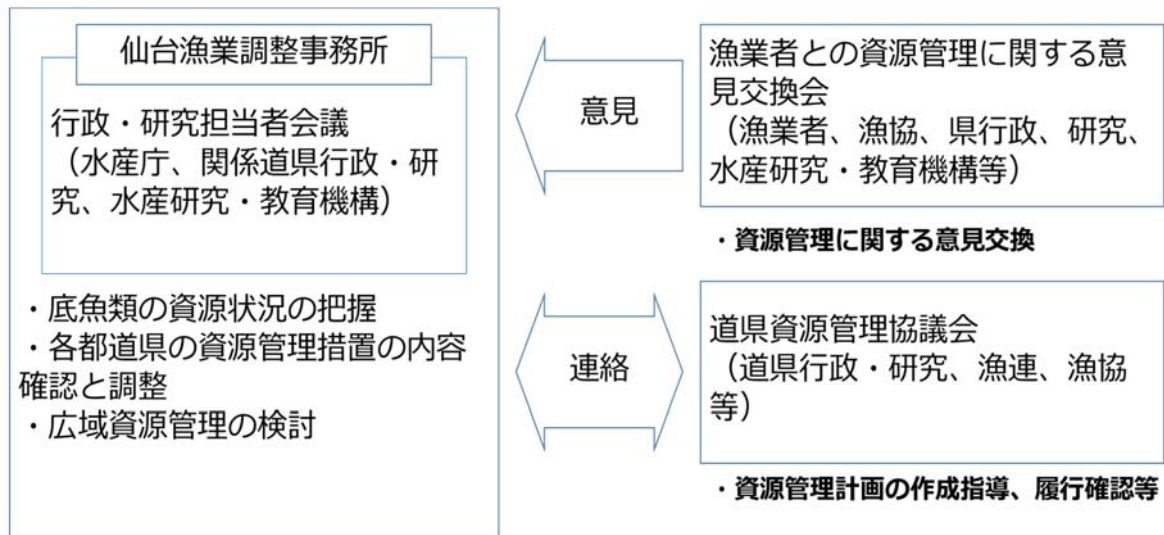 仙台漁業調整事務所
行政・研究担当者会議
（水産庁、関係道県行政・研
究、水産研究・教育機構）
・底魚類の資源状況の把握
・各都道県の資源管理措置の内容
確認と調整
・広域資源管理の検討
意見
漁業者との資源管理に関する意
見交換会
（漁業者、漁協、県行政、研究、
水産研究・教育機構等）
・資源管理に関する意見交換
連絡
道県資源管理協議会
（道県行政・研究、漁連、漁協
等）
・資源管理計画の作成指導、履行確認等